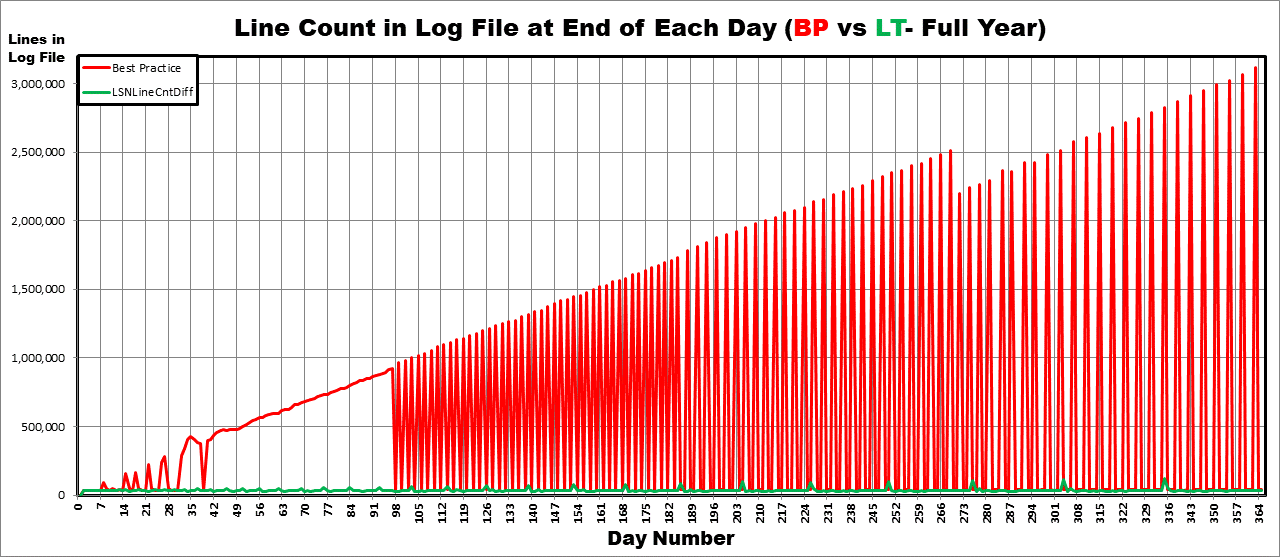 Line Count in Log File at End of Each Day (BP vs LT- Full Year)
Lines in
Log File
Best Practice
LSNLineCntDiff
3,000,000
2,500,000
2,000,000
1,500,000
1,000,000
500,000
0
0 7 14 21 28 35 42 49 56 63 70 77 84 91 98 105 112 119 126 133 140 147 154 161 168 175 182 189 196 203 210 217 224 231 238 245 252 259 266 273 280 287 294 301 308 315 322 329 336 343 350 357 364
Day Number